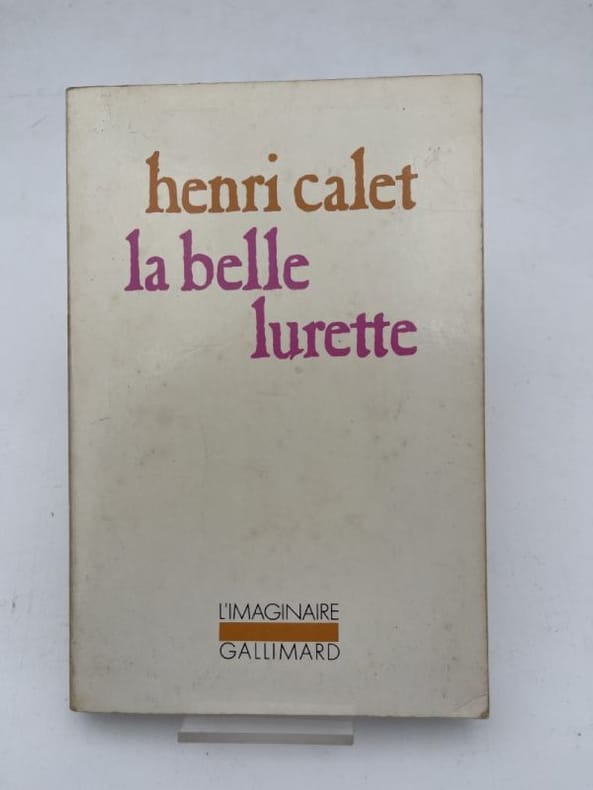 henri calet
la belle
lurette
L'IMAGINAIRE
GALLIMARD